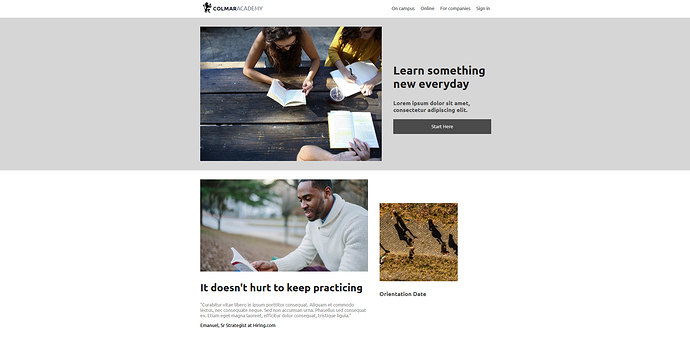 COLMARACADEMY
On campus Online For companies Sign in
Learn something
new everyday
Lorem ipsum dolor sit amet,
consectetur adipiscing elit.
Start Here
It doesn't hurt to keep practicing
"Curabitur vitae libero in ipsum porttitor consequat. Aliquam et commodo
lectus, nec consequate neque. Sed non accumsan urna. Phasellus sed consequat
ex. Etiam eget magna laoreet, efficitur dolor consequat, tristique ligula."
Emanuel, Sr Strategist at Hiring.com
Orientation Date